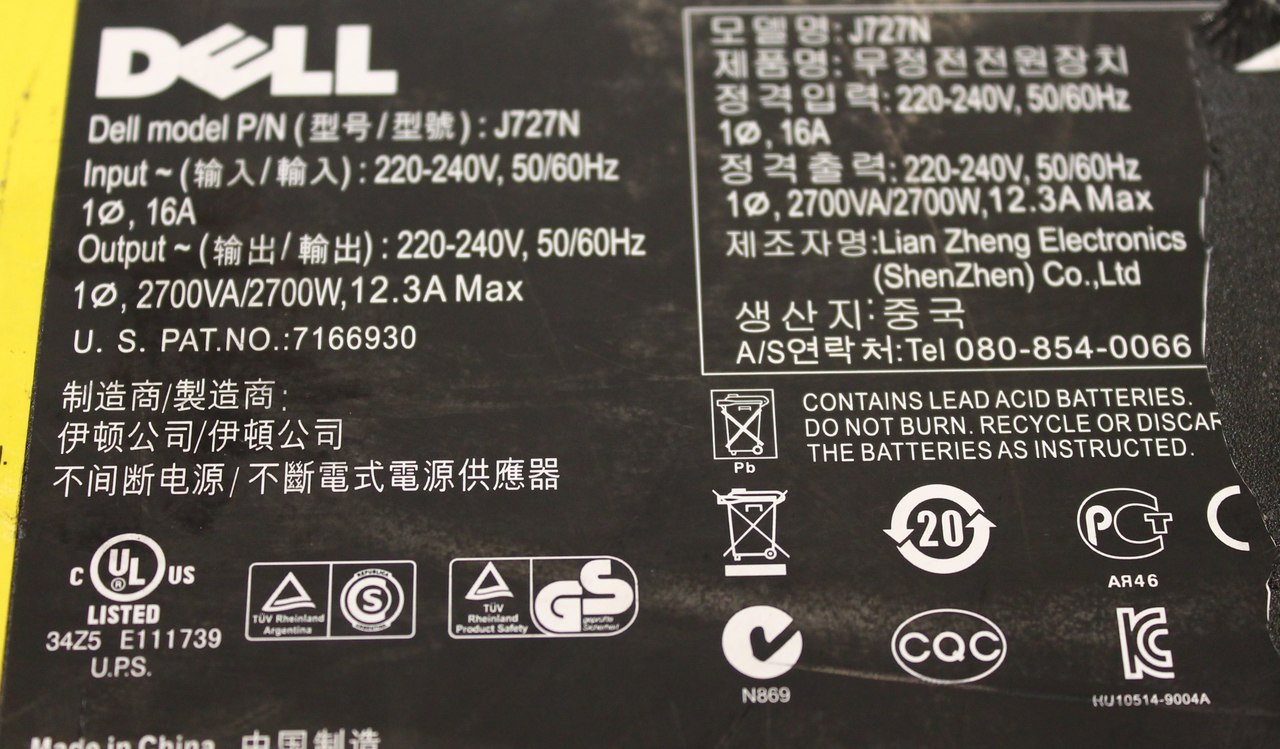 DELL
Dell model P/N (型号/型號) : J727N
Input ~ (输入/輸入) : 220-240V, 50/60Hz
1Ø, 16A
Output ~ (输出/輸出) : 220-240V, 50/60Hz
1Ø, 2700VA/2700W,12.3A Max
U. S. PAT.NO.:7166930
制造商/製造商:
伊顿公司/伊頓公司
不间断电源/不斷電式電源供應器
C UL US
®
LISTED
34Z5 E111739
U.P.S.
TÜV Rheinland
Argentina
REPUBLICA
S
TÜV
Rheinland
Product Safety
GS
geprüfte
Sicherheit
Made in China 中国制造
모델명: J727N
제품명: 무정전전원장치
정격입력: 220-240V, 50/60Hz
1Ø, 16A
정격출력: 220-240V, 50/60Hz
1Ø, 2700VA/2700W,12.3A Max
제조자명:Lian Zheng Electronics
(ShenZhen) Co.,Ltd
생산지: 중국
A/S연락처:Tel 080-854-0066
Pb
CONTAINS LEAD ACID BATTERIES.
DO NOT BURN. RECYCLE OR DISCAR
THE BATTERIES AS INSTRUCTED.
20
PCT
AR46
C
N869
CQC
KC
HU10514-9004A